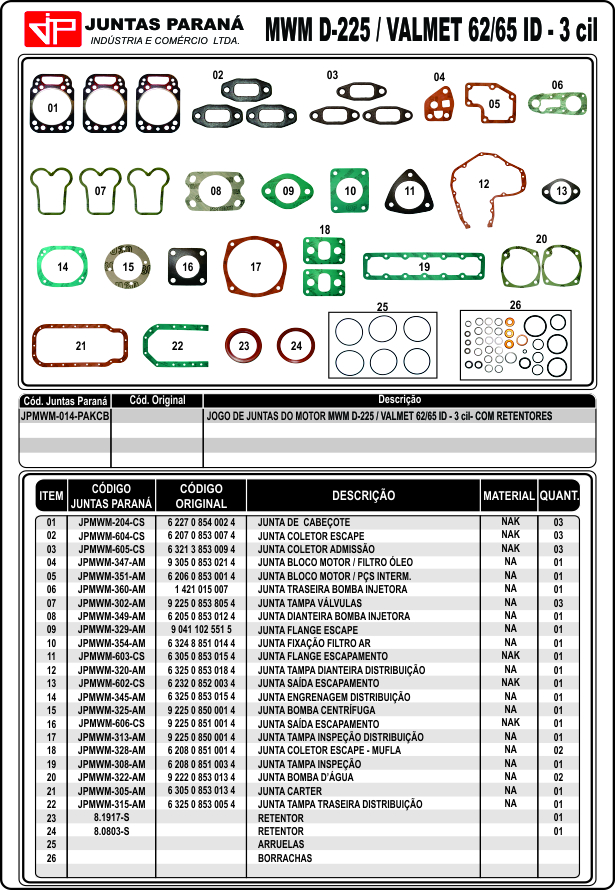 JP JUNTAS PARANÁ
INDÚSTRIA E COMÉRCIO LTDA.
MWM D-225 / VALMET 62/65 ID - 3 cil
01 02 03 04 05 06
07 08 09 10 11 12 13
14 15 16 17 18 19 20
21 22 23 24 25 26
Cód. Juntas Paraná Cód. Original Descrição
JPMWM-014-PAKCB JOGO DE JUNTAS DO MOTOR MWM D-225 / VALMET 62/65 ID - 3 cil- COM RETENTORES
ITEM CÓDIGO JUNTAS PARANÁ CÓDIGO ORIGINAL DESCRIÇÃO MATERIAL QUANT.
01 JPMWM-204-CS 6 227 0 854 002 4 JUNTA DE CABEÇOTE NAK 03
02 JPMWM-604-CS 6 207 0 853 007 4 JUNTA COLETOR ESCAPE NAK 03
03 JPMWM-605-CS 6 321 3 853 009 4 JUNTA COLETOR ADMISSÃO NAK 03
04 JPMWM-347-AM 9 305 0 853 021 4 JUNTA BLOCO MOTOR / FILTRO ÓLEO NA 01
05 JPMWM-351-AM 6 206 0 853 001 4 JUNTA BLOCO MOTOR / PÇS INTERM. NA 01
06 JPMWM-360-AM 1 421 015 007 JUNTA TRASEIRA BOMBA INJETORA NA 01
07 JPMWM-302-AM 9 225 0 853 805 4 JUNTA TAMPA VÁLVULAS NA 03
08 JPMWM-349-AM 6 205 0 853 012 4 JUNTA DIANTEIRA BOMBA INJETORA NA 01
09 JPMWM-329-AM 9 041 102 551 5 JUNTA FLANGE ESCAPE NA 01
10 JPMWM-354-AM 6 324 8 851 014 4 JUNTA FIXAÇÃO FILTRO AR NA 01
11 JPMWM-603-CS 6 305 0 853 015 4 JUNTA FLANGE ESCAPAMENTO NAK 01
12 JPMWM-320-AM 6 325 0 853 018 4 JUNTA TAMPA DIANTEIRA DISTRIBUIÇÃO NA 01
13 JPMWM-602-CS 6 232 0 852 003 4 JUNTA SAÍDA ESCAPAMENTO NAK 01
14 JPMWM-345-AM 6 325 0 853 015 4 JUNTA ENGRENAGEM DISTRIBUIÇÃO NA 01
15 JPMWM-325-AM 9 225 0 850 001 4 JUNTA BOMBA CENTRÍFUGA NA 01
16 JPMWM-606-CS 9 225 0 851 001 4 JUNTA SAÍDA ESCAPAMENTO NAK 01
17 JPMWM-313-AM 9 225 0 850 001 4 JUNTA TAMPA INSPEÇÃO DISTRIBUIÇÃO NA 01
18 JPMWM-328-AM 6 208 0 851 001 4 JUNTA COLETOR ESCAPE - MUFLA NA 02
19 JPMWM-308-AM 6 208 0 851 003 4 JUNTA TAMPA INSPEÇÃO NA 01
20 JPMWM-322-AM 9 222 0 853 013 4 JUNTA BOMBA D'ÁGUA NA 02
21 JPMWM-305-AM 6 305 0 853 013 4 JUNTA CARTER NA 01
22 JPMWM-315-AM 6 325 0 853 005 4 JUNTA TAMPA TRASEIRA DISTRIBUIÇÃO NA 01
23 8.1917-S RETENTOR 01
24 8.0803-S RETENTOR 01
25 ARRUELAS
26 BORRACHAS